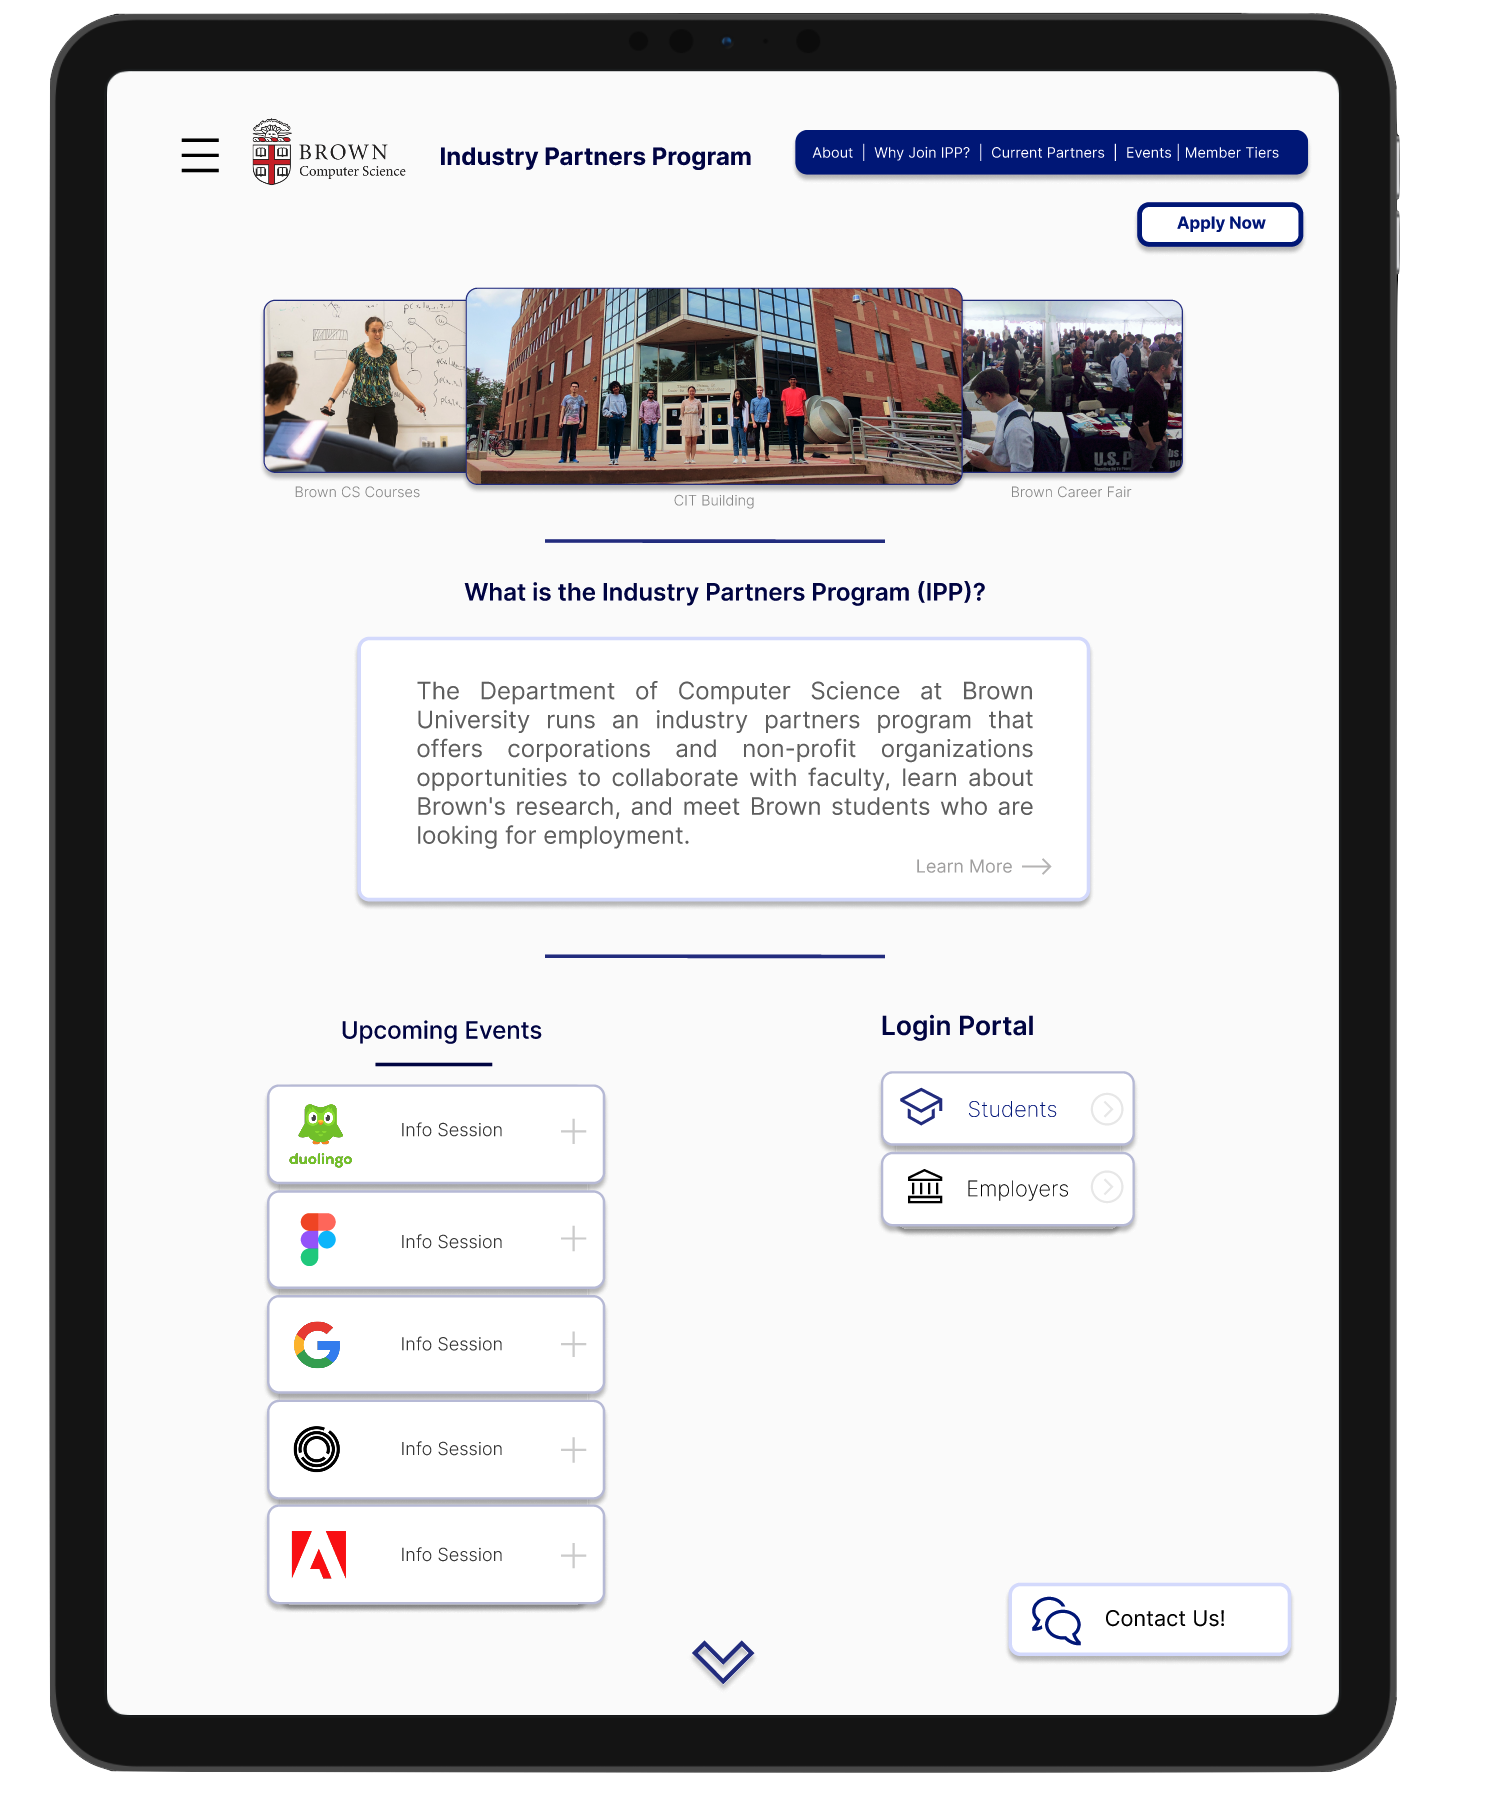 BROWN
Computer Science
Industry Partners Program
About | Why Join IPP? | Current Partners | Events | Member Tiers
Apply Now
U.S. P
Brown CS Courses
CIT Building
Brown Career Fair
What is the Industry Partners Program (IPP)?
The Department of Computer Science at Brown
University runs an industry partners program that
offers corporations and non-profit organizations
opportunities to collaborate with faculty, learn about
Brown's research, and meet Brown students who are
looking for employment.
Learn More
Upcoming Events
Login Portal
duolingo
Info Session
Info Session
Info Session
Info Session
Info Session
Students
Employers
Contact Us!